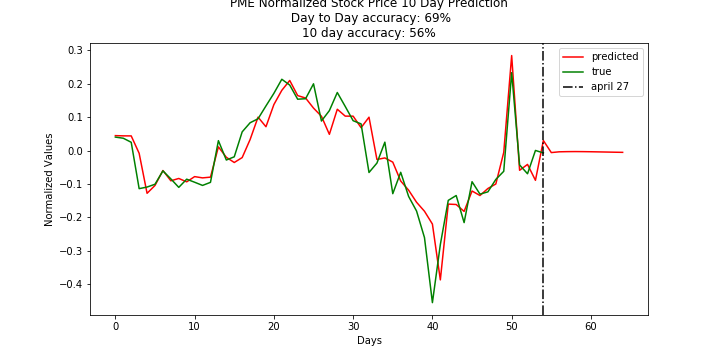 PME Normalized Stock Price 10 Day Prediction
Day to Day accuracy: 69%
10 day accuracy: 56%
predicted
true
april 27
Normalized Values
0.3
0.2
0.1
0.0
−0.1
−0.2
−0.3
−0.4
0 10 20 30 40 50 60
Days